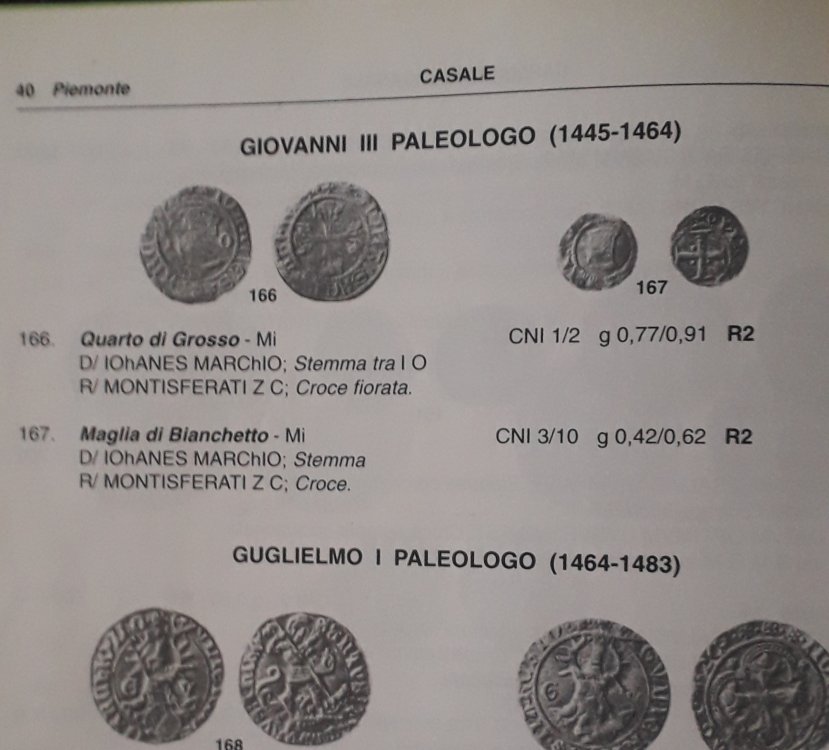 40 Piemonte
CASALE
GIOVANNI III PALEOLOGO (1445-1464)
166
167
166. Quarto di Grosso - Mi CNI 1/2 g 0,77/0,91 R2
D/ IOhANES MARChIO; Stemma tra I O
R/ MONTISFERATI Z C; Croce fiorata.
167. Maglia di Bianchetto - Mi CNI 3/10 g 0,42/0,62 R2
D/ IOhANES MARChIO; Stemma
R/ MONTISFERATI Z C; Croce.
GUGLIELMO I PALEOLOGO (1464-1483)
168